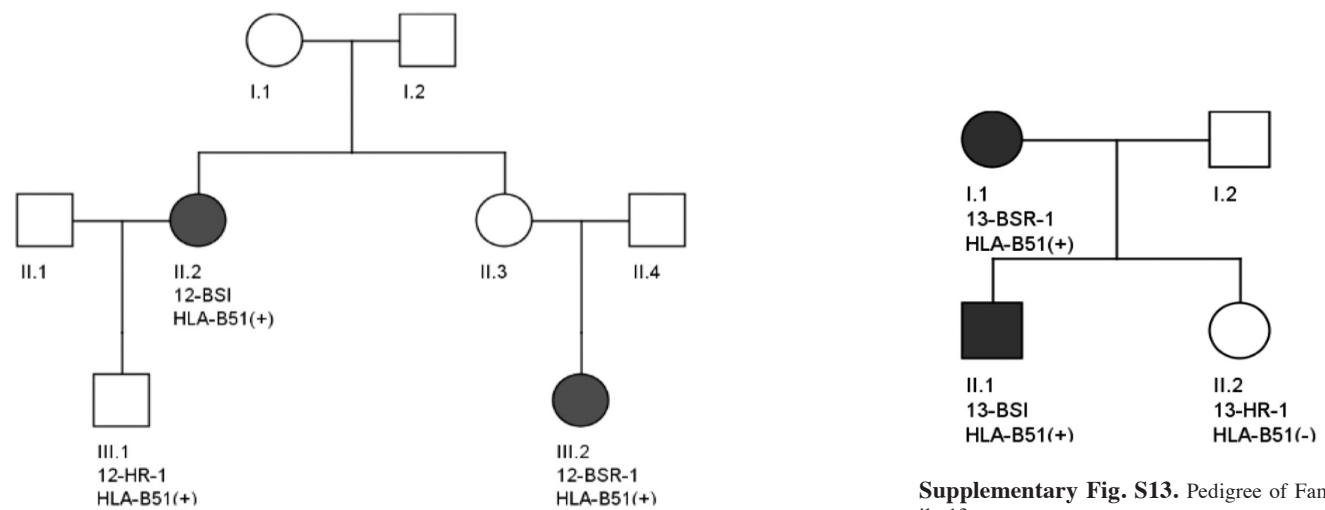 I.1
I.2
II.1
II.2
12-BSI
HLA-B51(+)
II.3
II.4
III.1
12-HR-1
HLA-B51(+)
III.2
12-BSR-1
HLA-B51(+)
I.1
13-BSR-1
HLA-B51(+)
I.2
II.1
13-BSI
HLA-B51(+)
II.2
13-HR-1
HLA-B51(-)
Supplementary Fig. S13. Pedigree of Fam